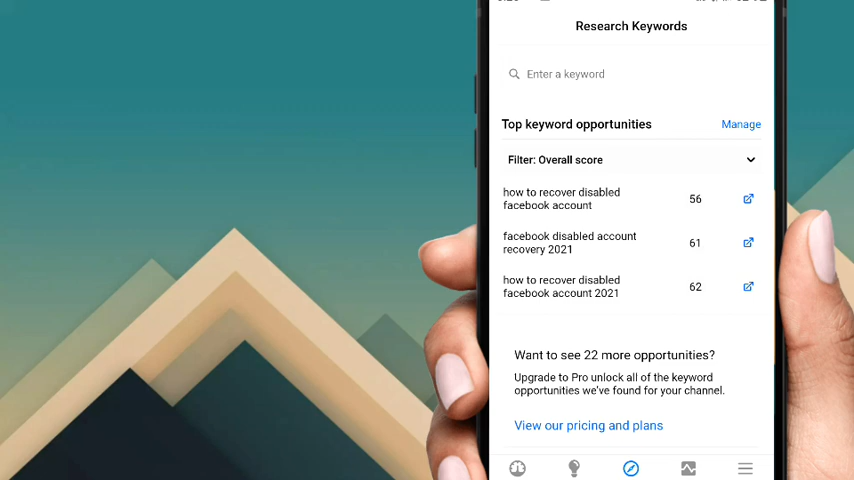 Research Keywords
Enter a keyword
Top keyword opportunities
Manage
Filter: Overall score
how to recover disabled
facebook account
56
facebook disabled account
recovery 2021
61
how to recover disabled
facebook account 2021
62
Want to see 22 more opportunities?
Upgrade to Pro unlock all of the keyword
opportunities we've found for your channel.
View our pricing and plans